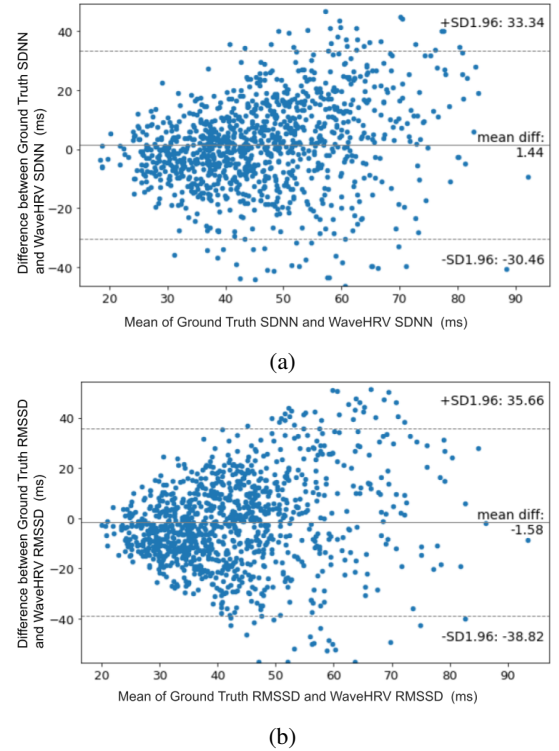 Difference between Ground Truth SDNN
and WaveHRV SDNN (ms)
40
20
0
−20
−40
+SD1.96: 33.34
mean diff:
1.44
-SD1.96: -30.46
20 30 40 50 60 70 80 90
Mean of Ground Truth SDNN and WaveHRV SDNN (ms)
(a)
Difference between Ground Truth RMSSD
and WaveHRV RMSSD (ms)
40
20
0
−20
−40
+SD1.96: 35.66
mean diff:
-1.58
-SD1.96: -38.82
20 30 40 50 60 70 80 90
Mean of Ground Truth RMSSD and WaveHRV RMSSD (ms)
(b)